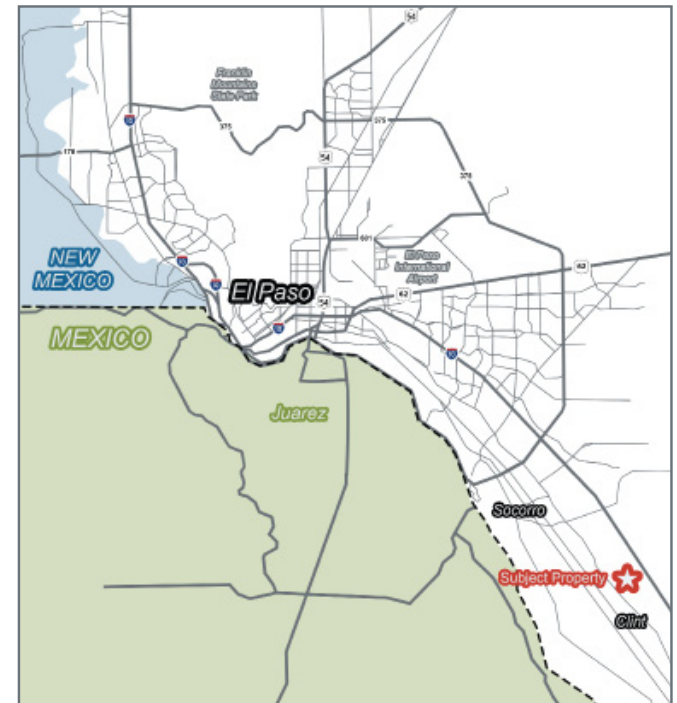 54
Franklin
Mountains
State Park
10
375
375
178
54
375
601
El Paso
International
Airport
NEW
MEXICO
10
62
10
El Paso
62
54
10
MEXICO
10
Juarez
Socorro
Subject Property
Clint